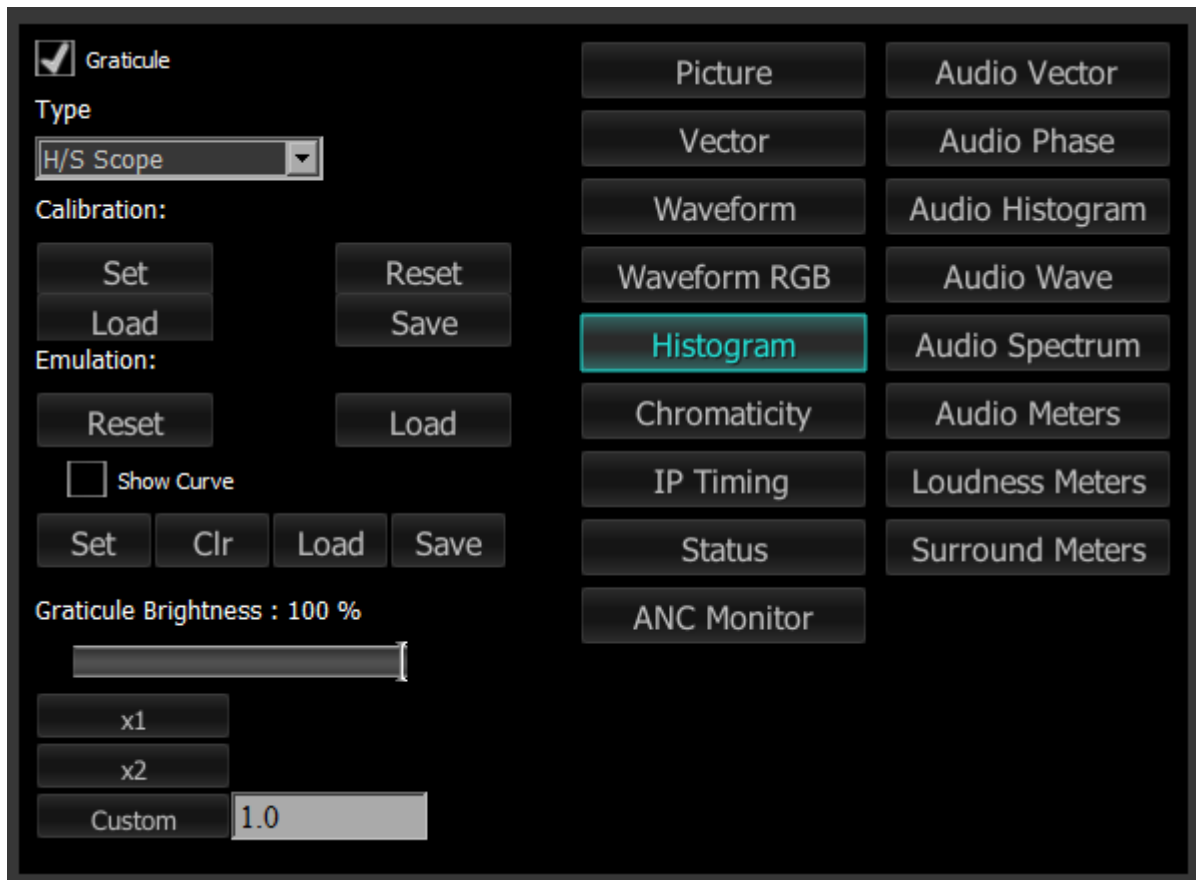 Graticule
Type
H/S Scope
Calibration:
Set Reset
Load Save
Emulation:
Reset Load
Show Curve
Set Clr Load Save
Graticule Brightness : 100 %
x1
x2
Custom 1.0
Picture Audio Vector
Vector Audio Phase
Waveform Audio Histogram
Waveform RGB Audio Wave
Histogram Audio Spectrum
Chromaticity Audio Meters
IP Timing Loudness Meters
Status Surround Meters
ANC Monitor